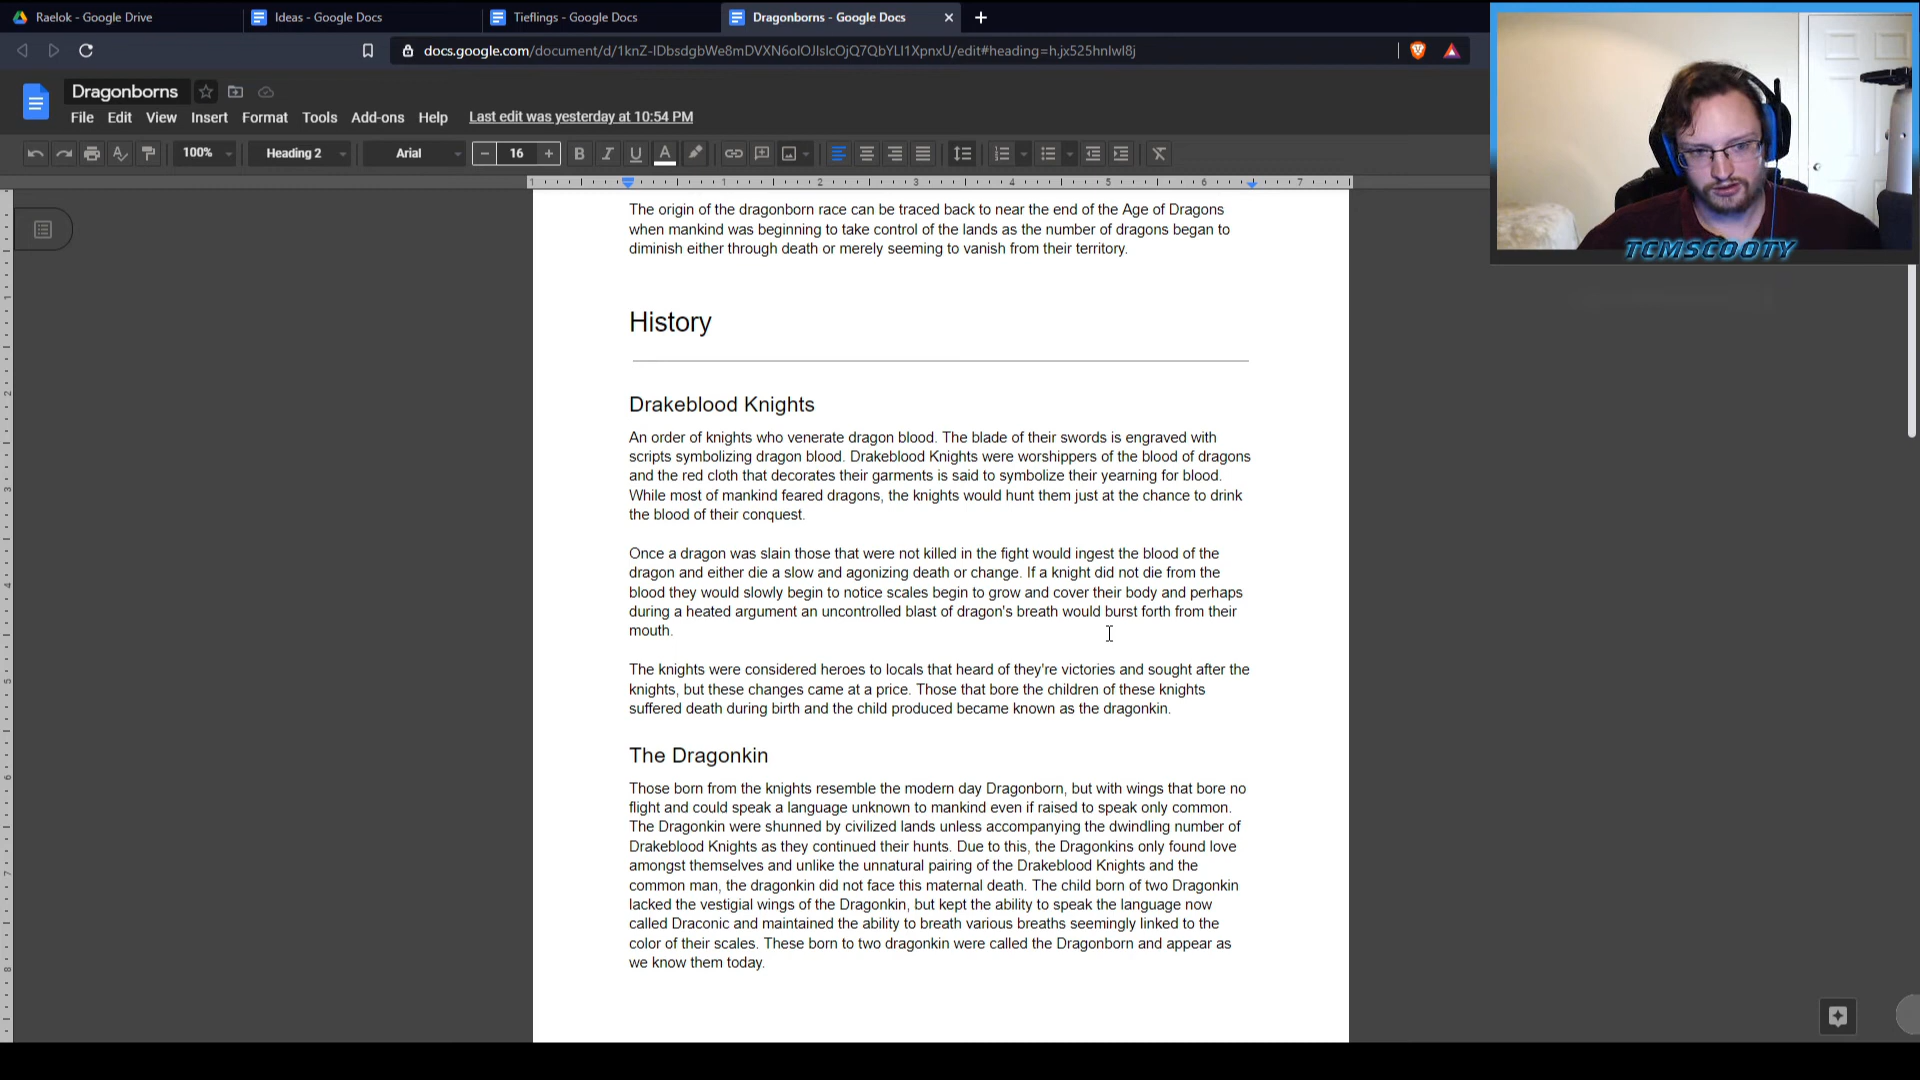 Raelok - Google Drive
Ideas - Google Docs
Tieflings - Google Docs
Dragonborns - Google Docs
docs.google.com/document/d/1knZ-IDbsdgbWe8mDVXN6olOJIslcOjQ7QbYLl1XpnxU/edit#heading=h.jx525hnlwl8j
Dragonborns
File Edit View Insert Format Tools Add-ons Help Last edit was yesterday at 10:54 PM
100% Heading 2 Arial 16 B I U A
1 1 2 3 4 5 6 7
TCMSCOOTY
The origin of the dragonborn race can be traced back to near the end of the Age of Dragons
when mankind was beginning to take control of the lands as the number of dragons began to
diminish either through death or merely seeming to vanish from their territory.
History
Drakeblood Knights
An order of knights who venerate dragon blood. The blade of their swords is engraved with
scripts symbolizing dragon blood. Drakeblood Knights were worshippers of the blood of dragons
and the red cloth that decorates their garments is said to symbolize their yearning for blood.
While most of mankind feared dragons, the knights would hunt them just at the chance to drink
the blood of their conquest.
Once a dragon was slain those that were not killed in the fight would ingest the blood of the
dragon and either die a slow and agonizing death or change. If a knight did not die from the
blood they would slowly begin to notice scales begin to grow and cover their body and perhaps
during a heated argument an uncontrolled blast of dragon's breath would burst forth from their
mouth.
The knights were considered heroes to locals that heard of they're victories and sought after the
knights, but these changes came at a price. Those that bore the children of these knights
suffered death during birth and the child produced became known as the dragonkin.
The Dragonkin
Those born from the knights resemble the modern day Dragonborn, but with wings that bore no
flight and could speak a language unknown to mankind even if raised to speak only common.
The Dragonkin were shunned by civilized lands unless accompanying the dwindling number of
Drakeblood Knights as they continued their hunts. Due to this, the Dragonkins only found love
amongst themselves and unlike the unnatural pairing of the Drakeblood Knights and the
common man, the dragonkin did not face this maternal death. The child born of two Dragonkin
lacked the vestigial wings of the Dragonkin, but kept the ability to speak the language now
called Draconic and maintained the ability to breath various breaths seemingly linked to the
color of their scales. These born to two dragonkin were called the Dragonborn and appear as
we know them today.